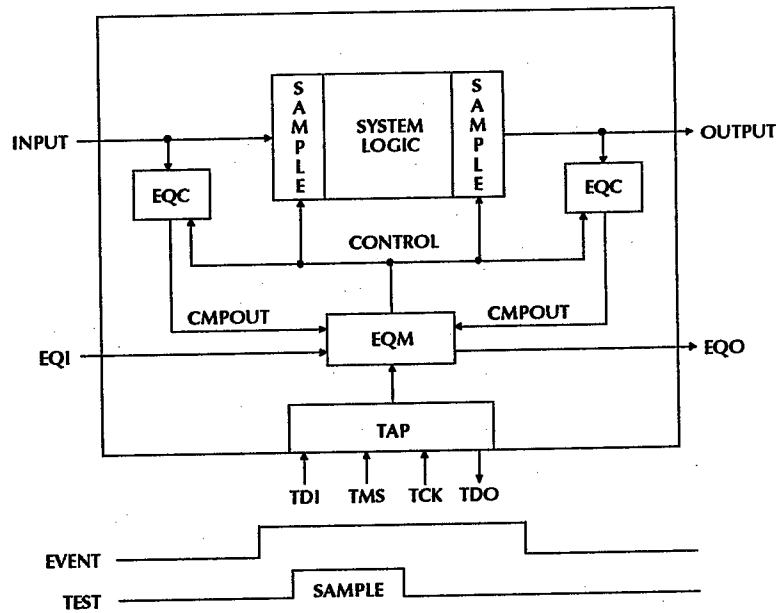 SAMPLE
SYSTEM LOGIC
SAMPLE
INPUT
OUTPUT
EQC
EQC
CONTROL
CMPOUT
CMPOUT
EQM
EQI
EQO
TAP
TDI TMS TCK TDO
EVENT
TEST
SAMPLE